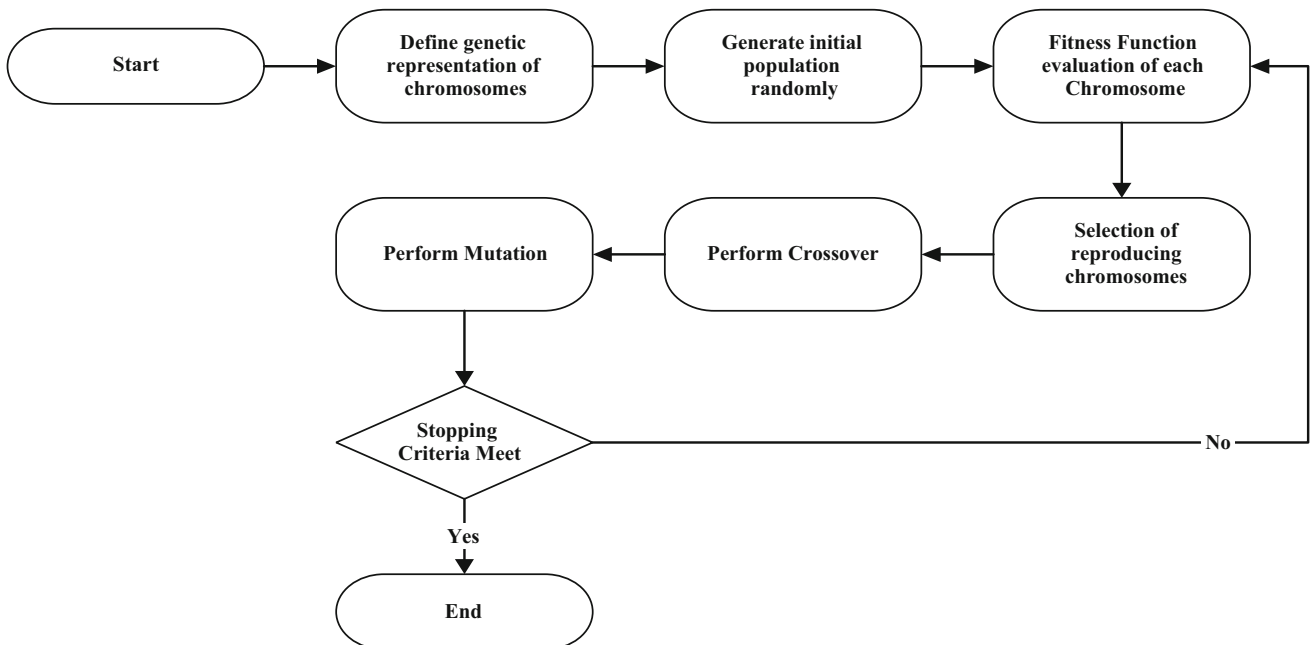 Start
Define genetic
representation of
chromosomes
Generate initial
population
randomly
Fitness Function
evaluation of each
Chromosome
Selection of
reproducing
chromosomes
Perform Crossover
Perform Mutation
Stopping
Criteria Meet
No
Yes
End